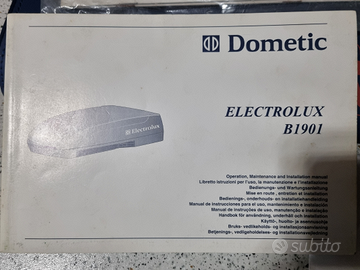 Dometic
ELECTROLUX
B1901
Electrolux
Operation, Maintenance and Installation manual
Libretto istruzioni per l'uso, la manutenzione e l'installazione
Bedienungs- und Wartungsanleitung
Mise en route, entretien et installation
Bedienings-, onderhouds- en installatiehandleiding
Manual de instrucciones para el uso, mantenimiento e instalación
Manual de instruções de uso, manutenção e instalação
Handbok för användning, underhåll och installation
Käyttö-, huolto- ja asennusohje
Bruks- vedlikeholds- og installasjonsanvisning
Betjenings-, vedligeholdelses- og installationsvejledning
subito